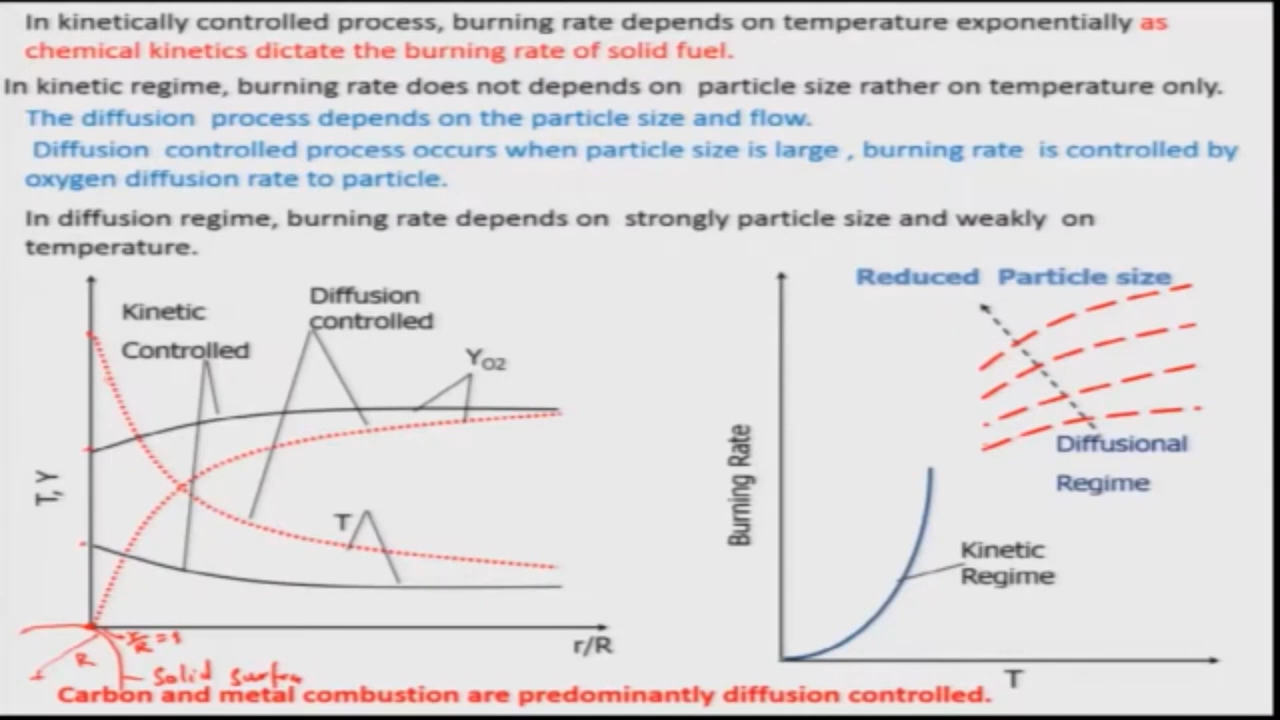 In kinetically controlled process, burning rate depends on temperature exponentially as
chemical kinetics dictate the burning rate of solid fuel.
In kinetic regime, burning rate does not depends on particle size rather on temperature only.
The diffusion process depends on the particle size and flow.
Diffusion controlled process occurs when particle size is large , burning rate is controlled by
oxygen diffusion rate to particle.
In diffusion regime, burning rate depends on strongly particle size and weakly on
temperature.
Kinetic
Controlled
Diffusion
controlled
YO2
T, Y
T
r/R
r/R = 1
R
Solid
Reduced Particle size
Burning Rate
Diffusional
Regime
Kinetic
Regime
T
Carbon and metal combustion are predominantly diffusion controlled.